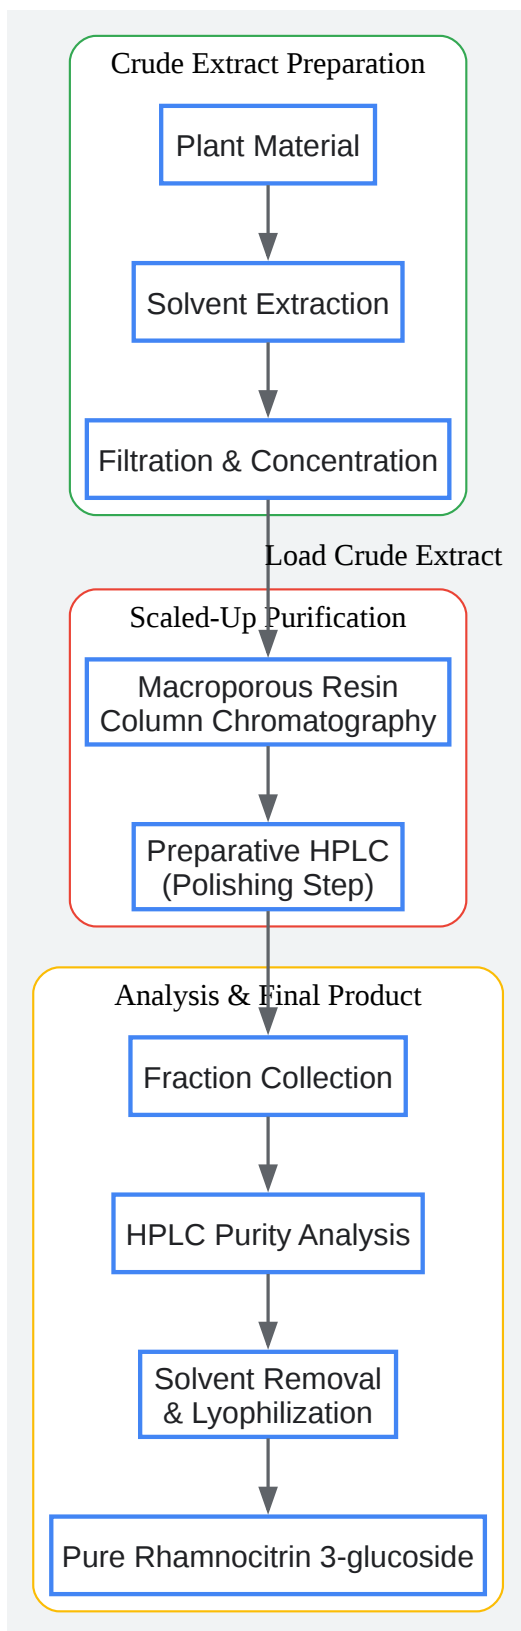 Crude Extract Preparation
Plant Material
Solvent Extraction
Filtration & Concentration
Load Crude Extract
Scaled-Up Purification
Macroporous Resin
Column Chromatography
Preparative HPLC
(Polishing Step)
Analysis & Final Product
Fraction Collection
HPLC Purity Analysis
Solvent Removal
& Lyophilization
Pure Rhamnocitrin 3-glucoside